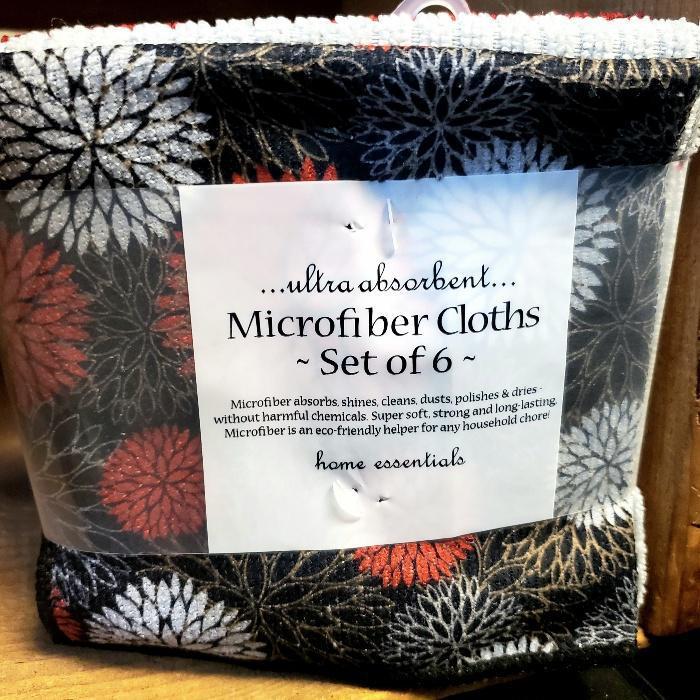 ...ultra absorbent...
Microfiber Cloths
~ Set of 6 ~
Microfiber absorbs, shines, cleans, dusts, polishes & dries -
without harmful chemicals. Super soft, strong and long-lasting,
Microfiber is an eco-friendly helper for any household chore!
home essentials